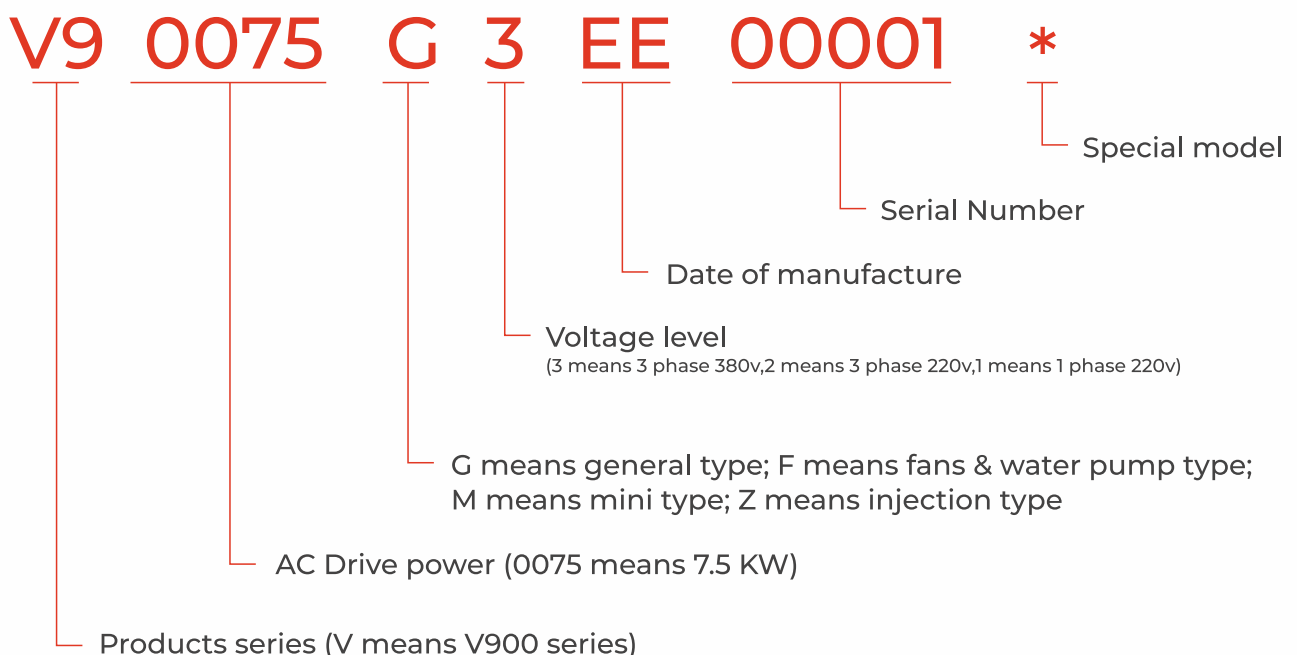 V9 0075 G 3 EE 00001 *
Special model
Serial Number
Date of manufacture
Voltage level
(3 means 3 phase 380v,2 means 3 phase 220v,1 means 1 phase 220v)
G means general type; F means fans & water pump type;
M means mini type; Z means injection type
AC Drive power (0075 means 7.5 KW)
Products series (V means V900 series)